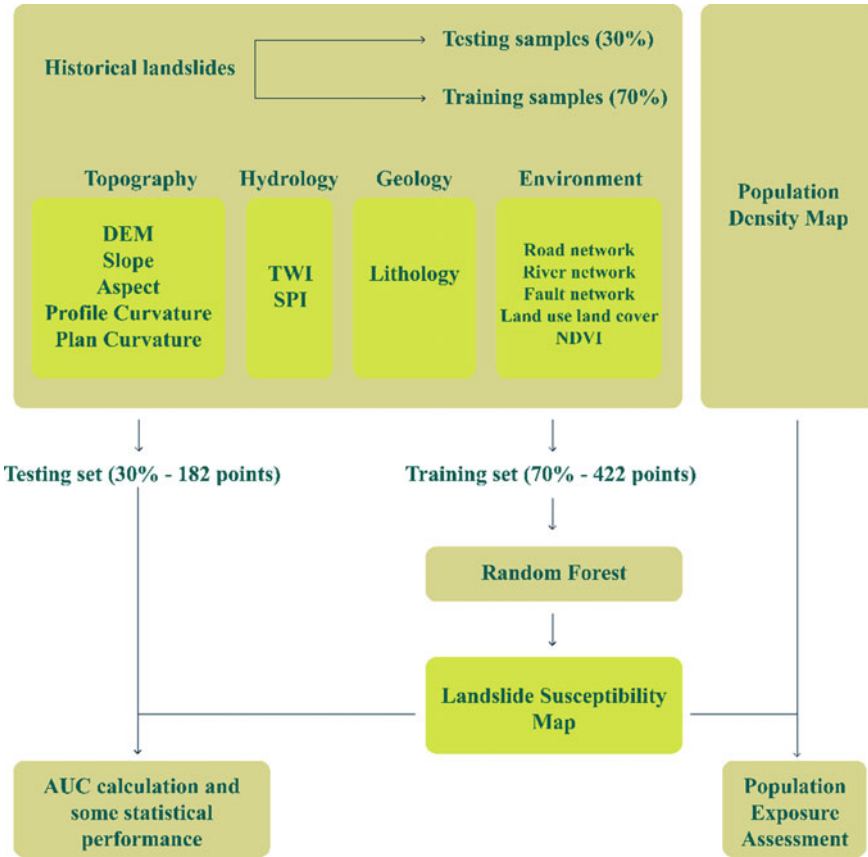 Testing samples (30%)
Historical landslides
Training samples (70%)
Topography
Hydrology
Geology
Environment
DEM
Slope
Aspect
Profile Curvature
Plan Curvature
TWI
SPI
Lithology
Road network
River network
Fault network
Land use land cover
NDVI
Population
Density Map
Testing set (30% - 182 points)
Training set (70% - 422 points)
Random Forest
Landslide Susceptibility
Map
AUC calculation and
some statistical
performance
Population
Exposure
Assessment